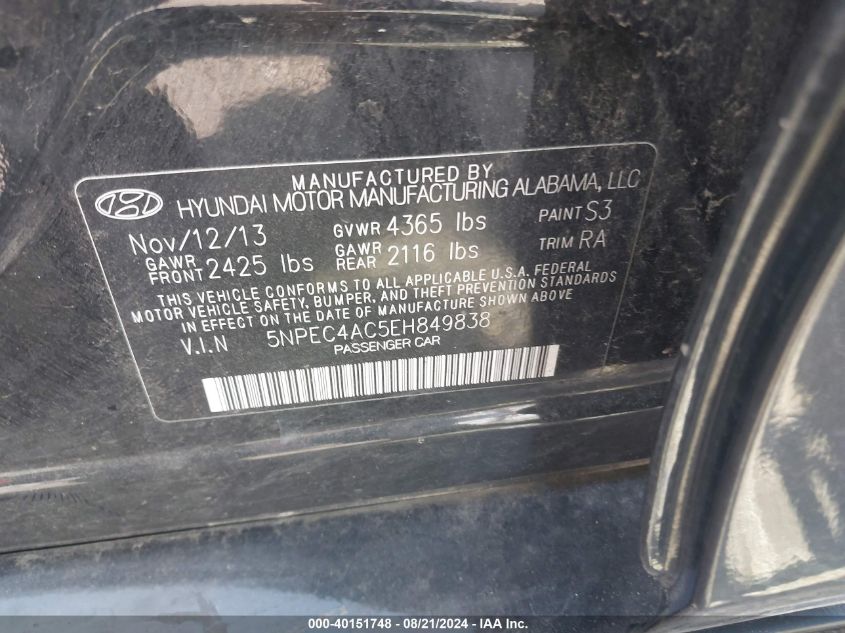 MANUFACTURED BY
HYUNDAI MOTOR MANUFACTURING ALABAMA, LLC
Nov/12/13 GVWR 4365 lbs PAINT S3
GAWR FRONT 2425 lbs GAWR REAR 2116 lbs TRIM RA
THIS VEHICLE CONFORMS TO ALL APPLICABLE U.S.A. FEDERAL
MOTOR VEHICLE SAFETY, BUMPER, AND THEFT PREVENTION STANDARDS
IN EFFECT ON THE DATE OF MANUFACTURE SHOWN ABOVE
V.I.N 5NPEC4AC5EH849838
PASSENGER CAR
000-40151748 - 08/21/2024 - IAA Inc.